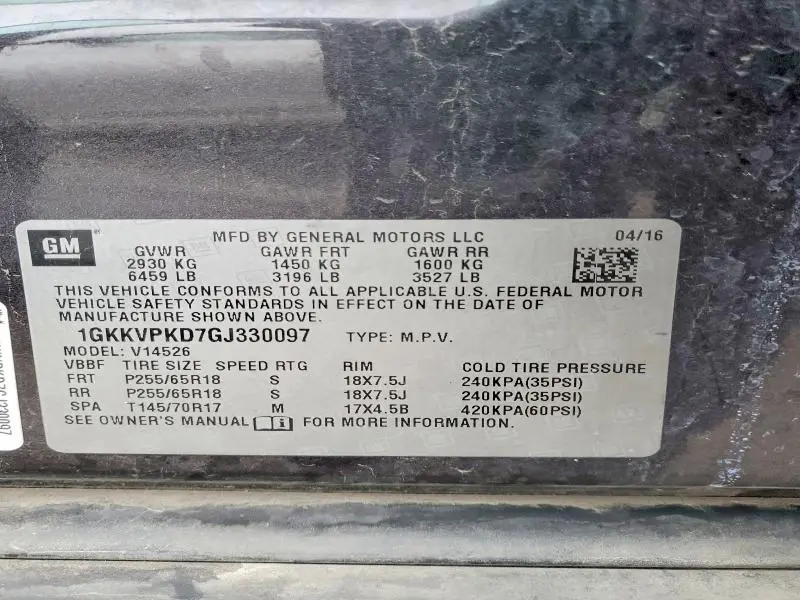 GM
MFD BY GENERAL MOTORS LLC 04/16
GVWR GAWR FRT GAWR RR
2930 KG 1450 KG 1600 KG
6459 LB 3196 LB 3527 LB
THIS VEHICLE CONFORMS TO ALL APPLICABLE U.S. FEDERAL MOTOR
VEHICLE SAFETY STANDARDS IN EFFECT ON THE DATE OF
MANUFACTURE SHOWN ABOVE.
1GKKVPKD7GJ330097 TYPE: M.P.V.
MODEL: V14526
VBBF TIRE SIZE SPEED RTG RIM COLD TIRE PRESSURE
FRT P255/65R18 S 18X7.5J 240KPA(35PSI)
RR P255/65R18 S 18X7.5J 240KPA(35PSI)
SPA T145/70R17 M 17X4.5B 420KPA(60PSI)
SEE OWNER'S MANUAL FOR MORE INFORMATION.